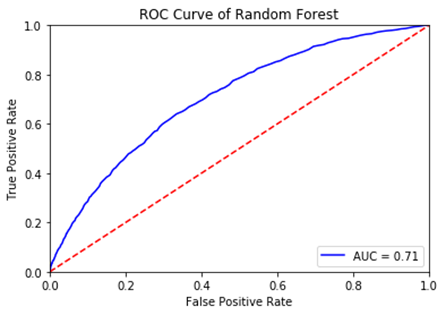 ROC Curve of Random Forest
1.0
0.8
0.6
0.4
0.2
0.0
True Positive Rate
AUC = 0.71
0.0 0.2 0.4 0.6 0.8 1.0
False Positive Rate